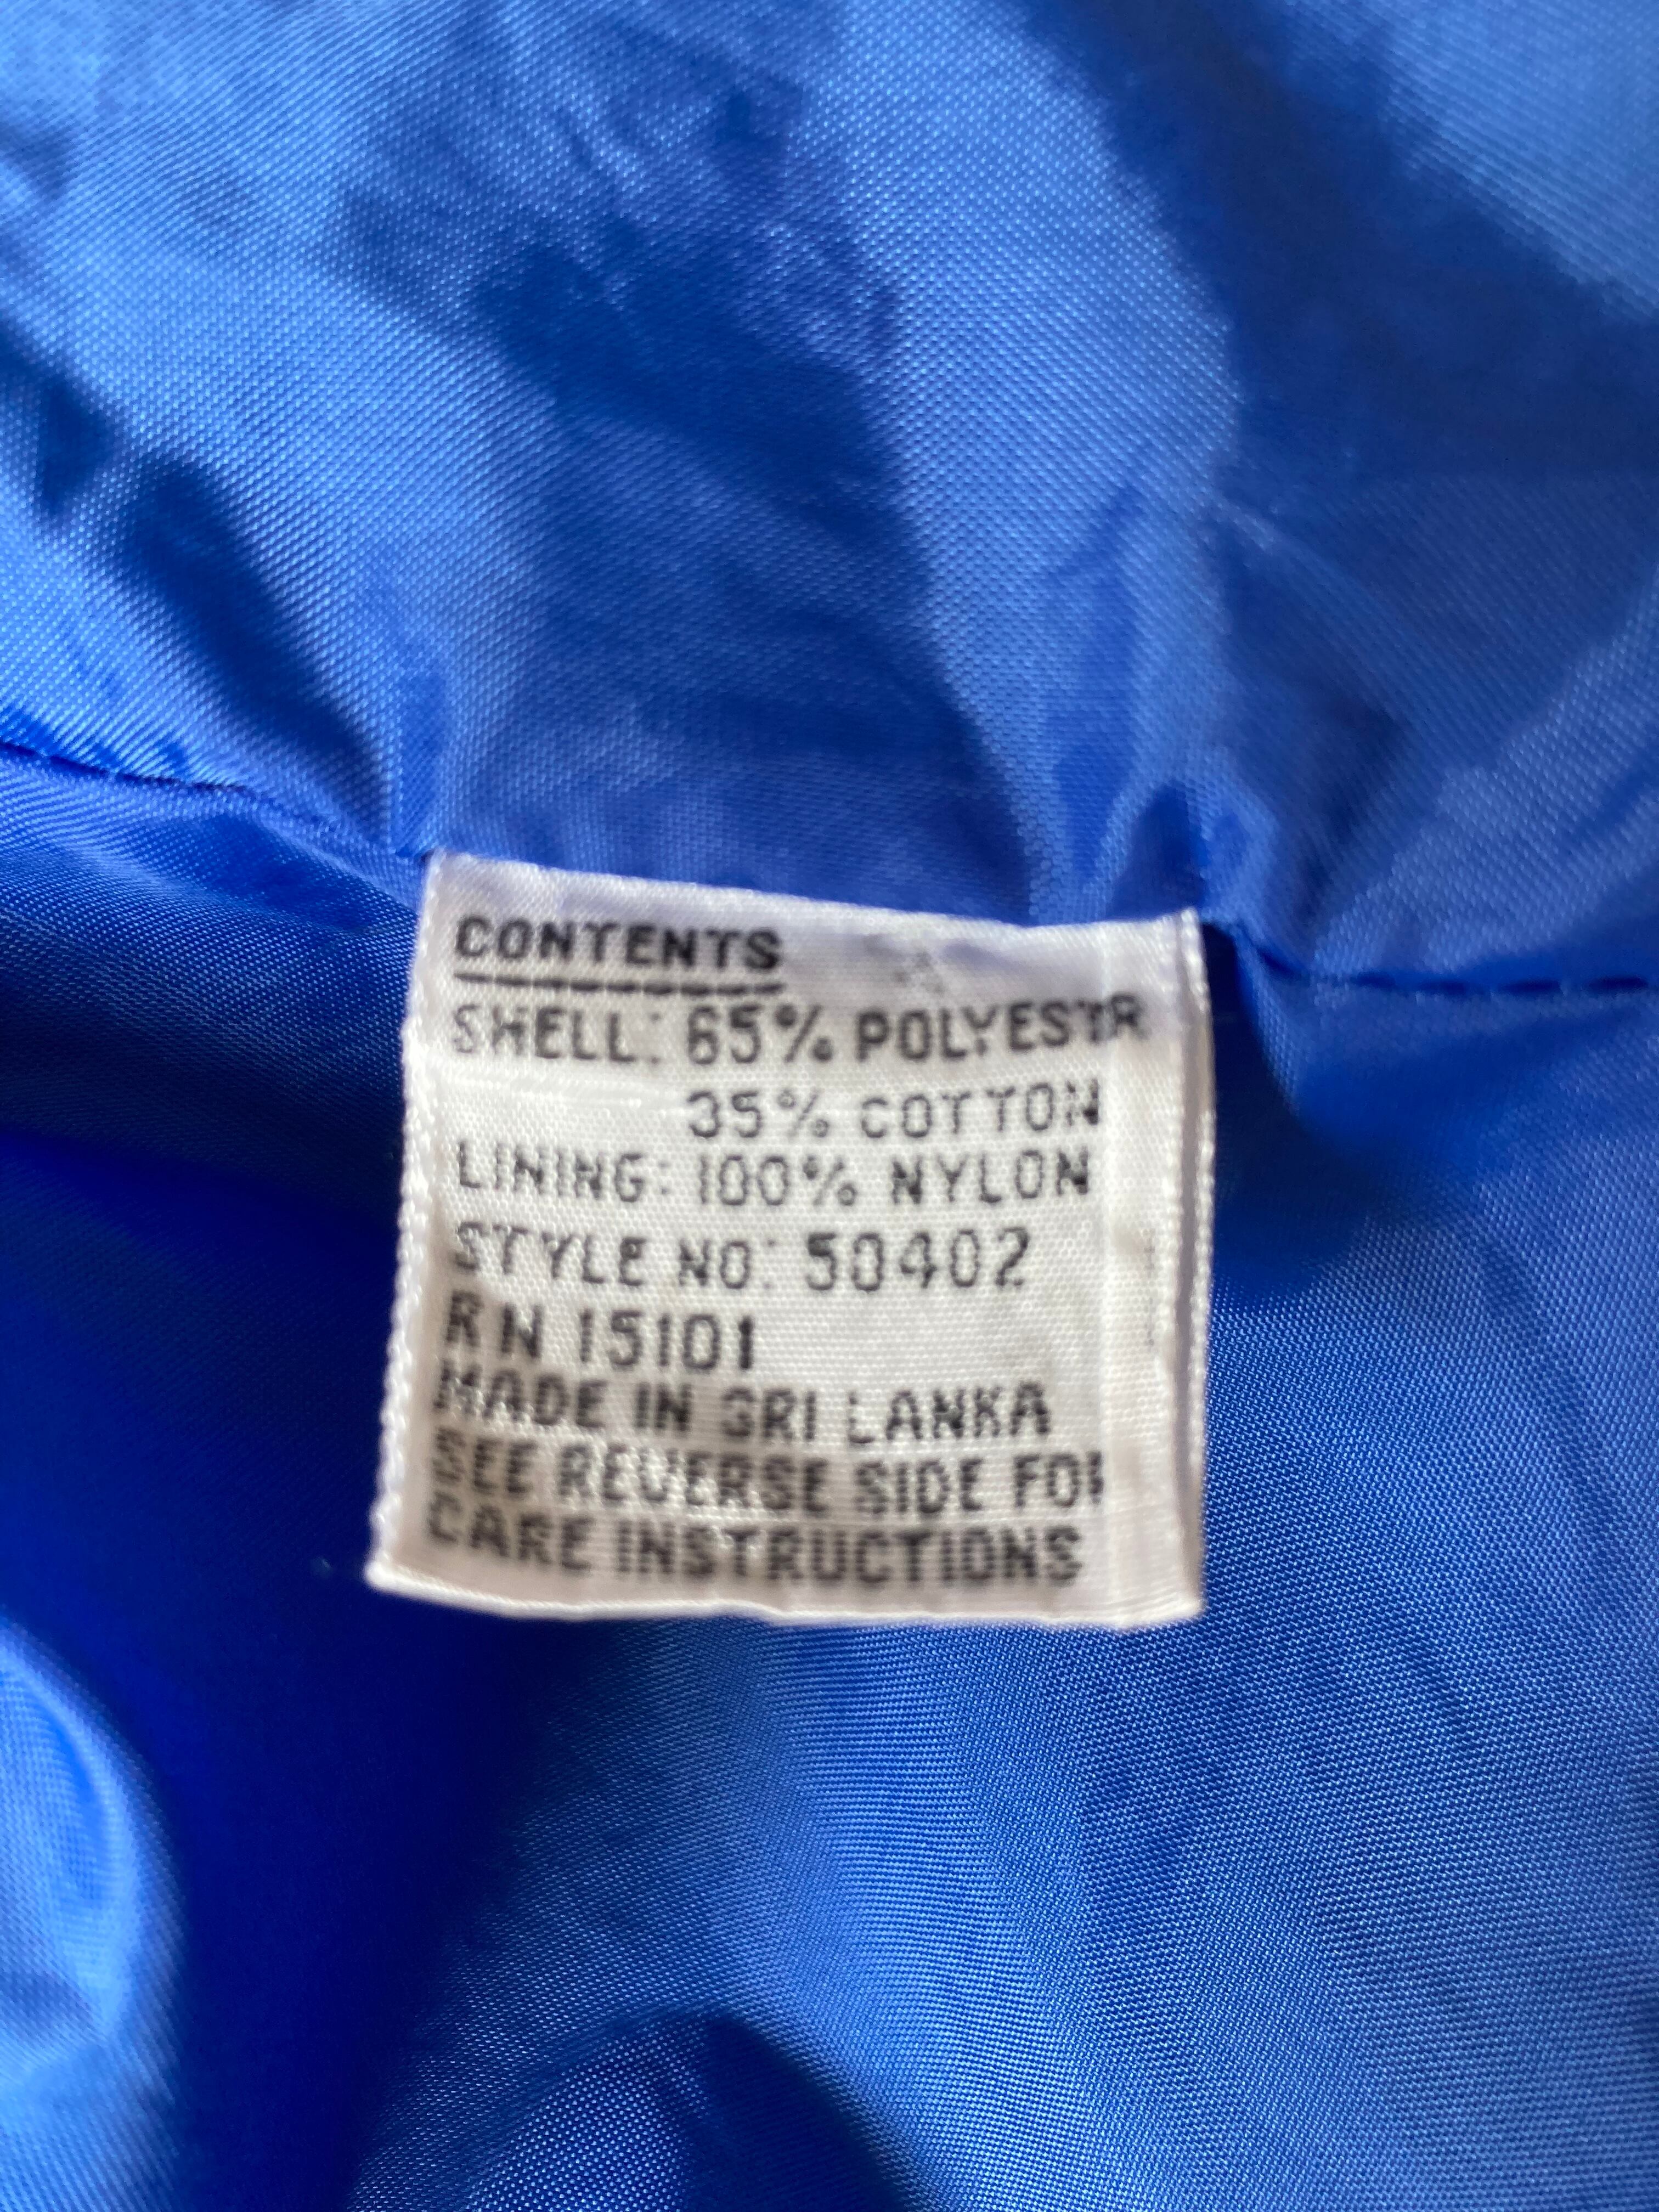 CONTENTS
SHELL: 65% POLYESTR
35% COTTON
LINING: 100% NYLON
STYLE NO: 50402
RN 15101
MADE IN SRI LANKA
SEE REVERSE SIDE FOR
CARE INSTRUCTIONS